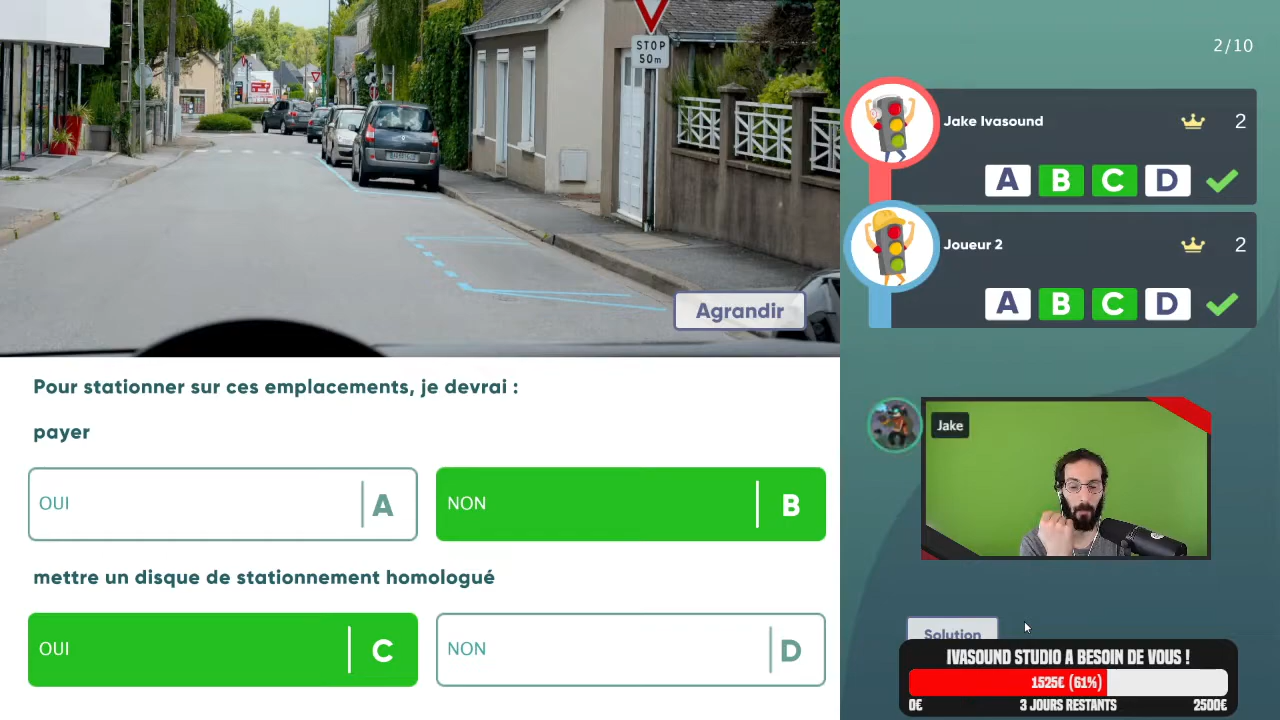 STOP
50m
Agrandir
Pour stationner sur ces emplacements, je devrai :
payer
OUI
A
NON
B
mettre un disque de stationnement homologué
OUI
C
NON
D
2/10
Jake Ivasound
2
A B C D
Joueur 2
2
A B C D
Jake
Solution
IVASOUND STUDIO A BESOIN DE VOUS !
1525€ (61%)
0€
3 JOURS RESTANTS
2500€